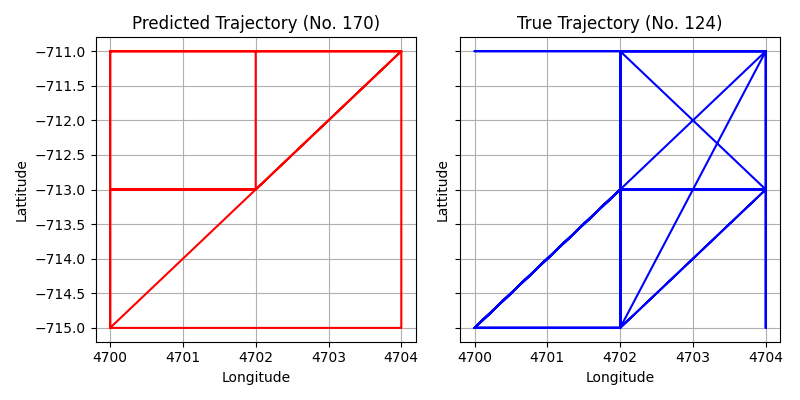 Predicted Trajectory (No. 170)
True Trajectory (No. 124)
−711.0
−711.5
−712.0
−712.5
−713.0
−713.5
−714.0
−714.5
−715.0
Lattitude
Lattitude
4700 4701 4702 4703 4704
4700 4701 4702 4703 4704
Longitude
Longitude